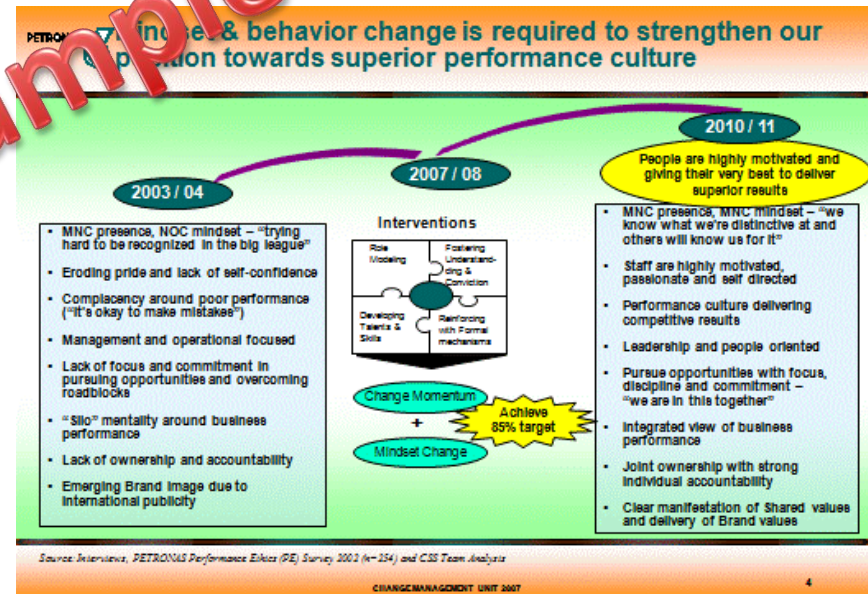 PETRON
Mindset & behavior change is required to strengthen our
position towards superior performance culture
ample
2003 / 04
2007 / 08
2010 / 11
People are highly motivated and
giving their very best to deliver
superior results
• MNC presence, NOC mindset – “trying
hard to be recognized in the big league”
• Eroding pride and lack of self-confidence
• Complacency around poor performance
(“It’s okay to make mistakes”)
• Management and operational focused
• Lack of focus and commitment in
pursuing opportunities and overcoming
roadblocks
• “Silo” mentality around business
performance
• Lack of ownership and accountability
• Emerging Brand Image due to
international publicity
Interventions
Role
Modeling
Fostering
Understand-
ding &
Conviction
Developing
Talents &
Skills
Reinforcing
with Formal
mechanisms
Change Momentum
+
Mindset Change
Achieve
85% target
• MNC presence, MNC mindset – “we
know what we’re distinctive at and
others will know us for it”
• Staff are highly motivated,
passionate and self directed
• Performance culture delivering
competitive results
• Leadership and people oriented
• Pursue opportunities with focus,
discipline and commitment –
“we are in this together”
• Integrated view of business
performance
• Joint ownership with strong
individual accountability
• Clear manifestation of Shared values
and delivery of Brand values
Source: Interviews, PETRONAS Performance Ethics (PE) Survey 2002 (n=254) and CSS Team Analysis
CHANGE MANAGEMENT UNIT 2007
4